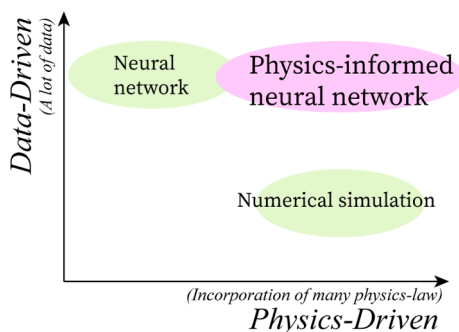 Data-Driven
(A lot of data)
Neural
network
Physics-informed
neural network
Numerical simulation
(Incorporation of many physics-law)
Physics-Driven